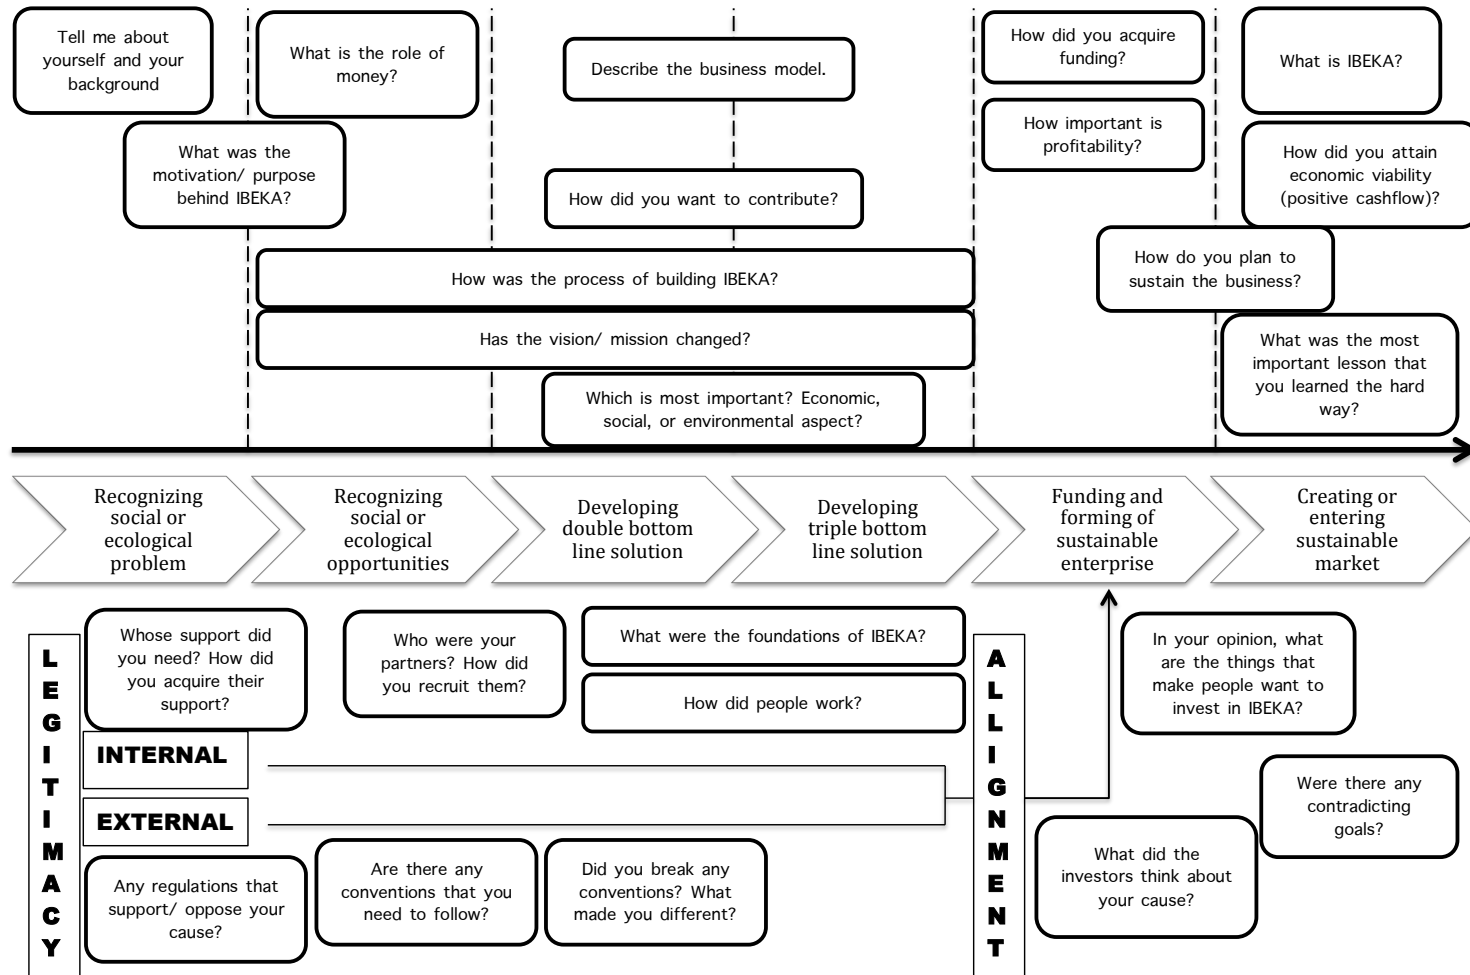 Tell me about
yourself and your
background
What is the role of
money?
Describe the business model.
How did you acquire
funding?
What is IBEKA?
What was the
motivation/ purpose
behind IBEKA?
How important is
profitability?
How did you attain
economic viability
(positive cashflow)?
How did you want to contribute?
How was the process of building IBEKA?
How do you plan to
sustain the business?
Has the vision/ mission changed?
What was the most
important lesson that
you learned the hard
way?
Which is most important? Economic,
social, or environmental aspect?
Recognizing
social or
ecological
problem
Recognizing
social or
ecological
opportunities
Developing
double bottom
line solution
Developing
triple bottom
line solution
Funding and
forming of
sustainable
enterprise
Creating or
entering
sustainable
market
L
E
G
I
T
I
M
A
C
Y
Whose support did
you need? How did
you acquire their
support?
Who were your
partners? How did
you recruit them?
What were the foundations of IBEKA?
How did people work?
INTERNAL
EXTERNAL
Any regulations that
support/ oppose your
cause?
Are there any
conventions that you
need to follow?
Did you break any
conventions? What
made you different?
A
L
L
I
G
N
M
E
N
T
In your opinion, what
are the things that
make people want to
invest in IBEKA?
Were there any
contradicting
goals?
What did the
investors think about
your cause?